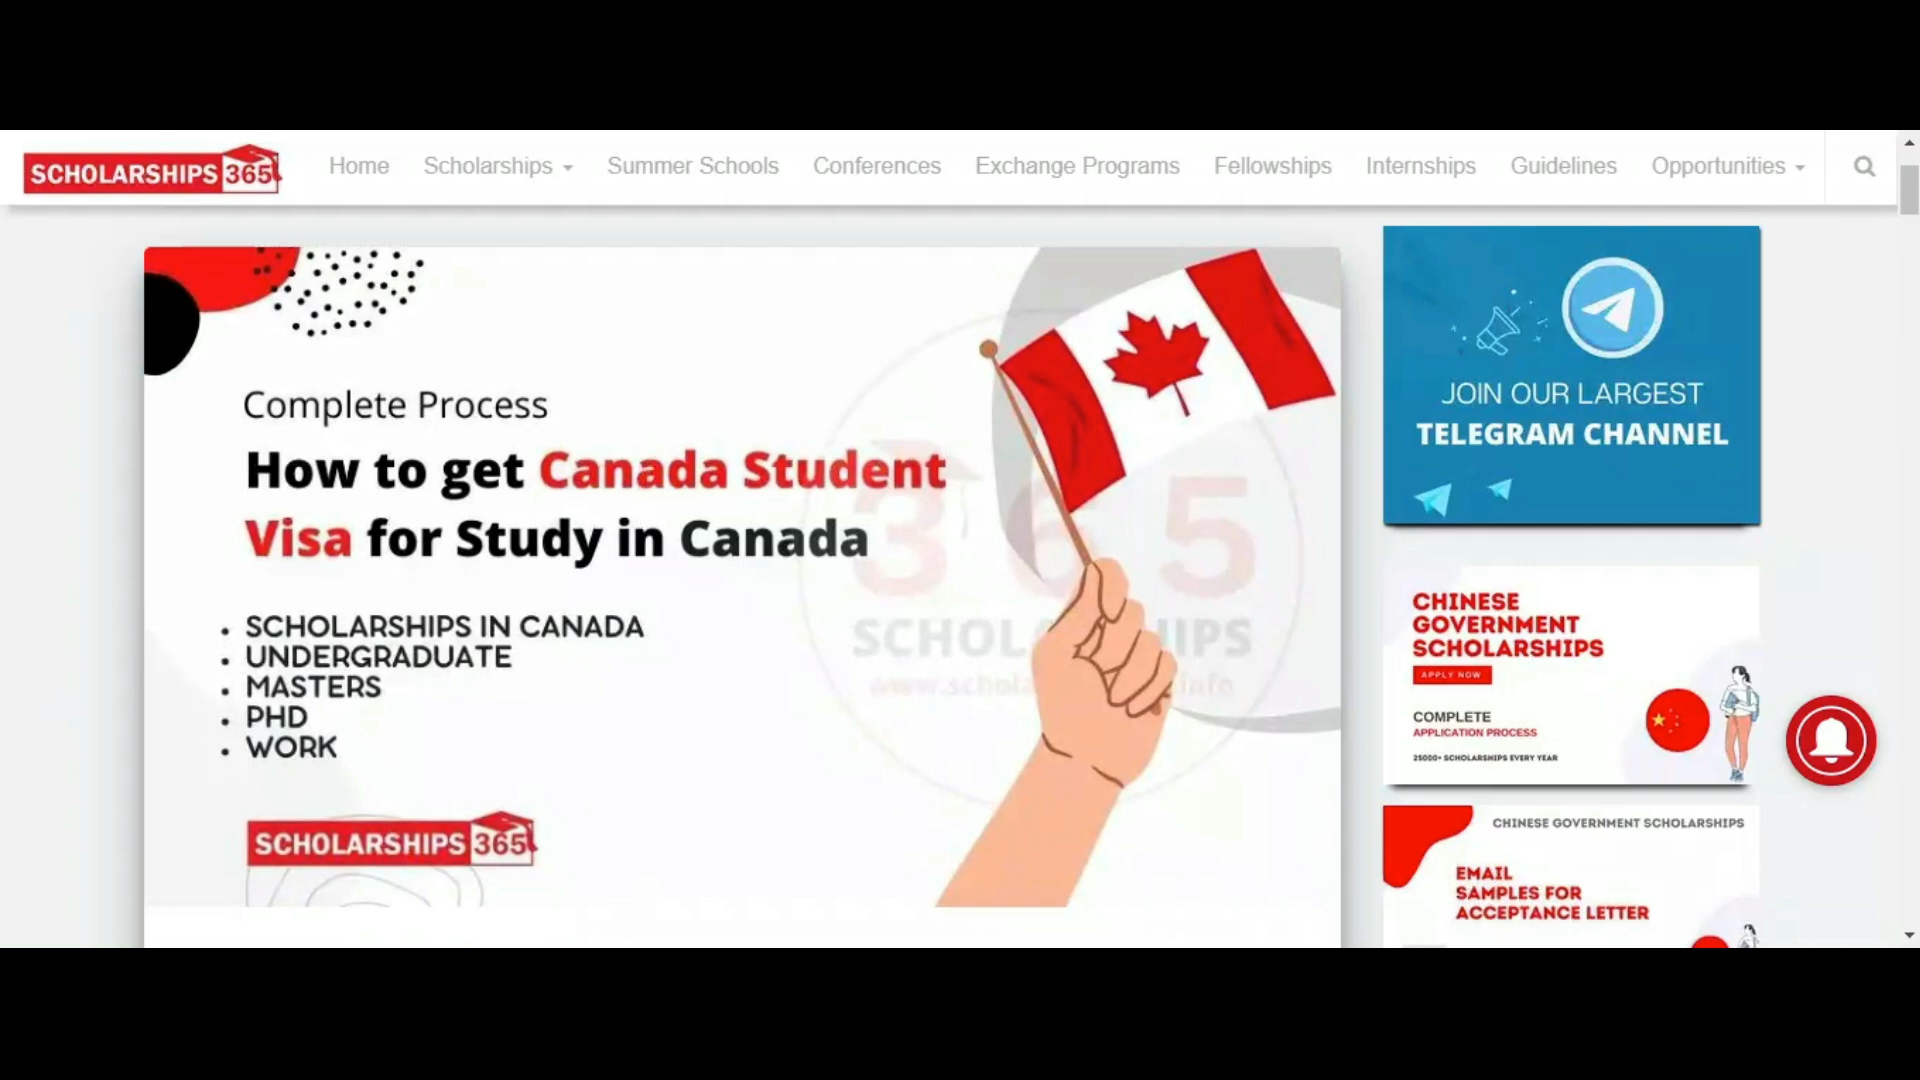 SCHOLARSHIPS 365
Home
Scholarships
Summer Schools
Conferences
Exchange Programs
Fellowships
Internships
Guidelines
Opportunities
Complete Process
How to get Canada Student
Visa for Study in Canada
• SCHOLARSHIPS IN CANADA
• UNDERGRADUATE
• MASTERS
• PHD
• WORK
SCHOLARSHIPS 365
365
JOIN OUR LARGEST
TELEGRAM CHANNEL
CHINESE
GOVERNMENT
SCHOLARSHIPS
APPLY NOW
COMPLETE
APPLICATION PROCESS
25000+ SCHOLARSHIPS EVERY YEAR
CHINESE GOVERNMENT SCHOLARSHIPS
EMAIL
SAMPLES FOR
ACCEPTANCE LETTER